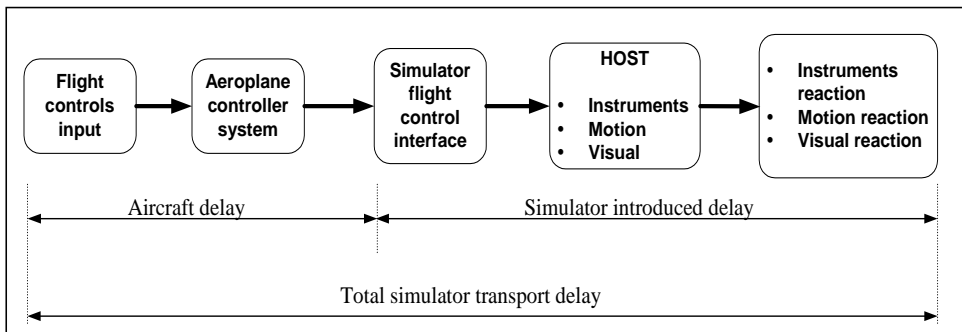 Flight
controls
input
Aeroplane
controller
system
Simulator
flight
control
interface
HOST
• Instruments
• Motion
• Visual
• Instruments
reaction
• Motion reaction
• Visual reaction
Aircraft delay
Simulator introduced delay
Total simulator transport delay